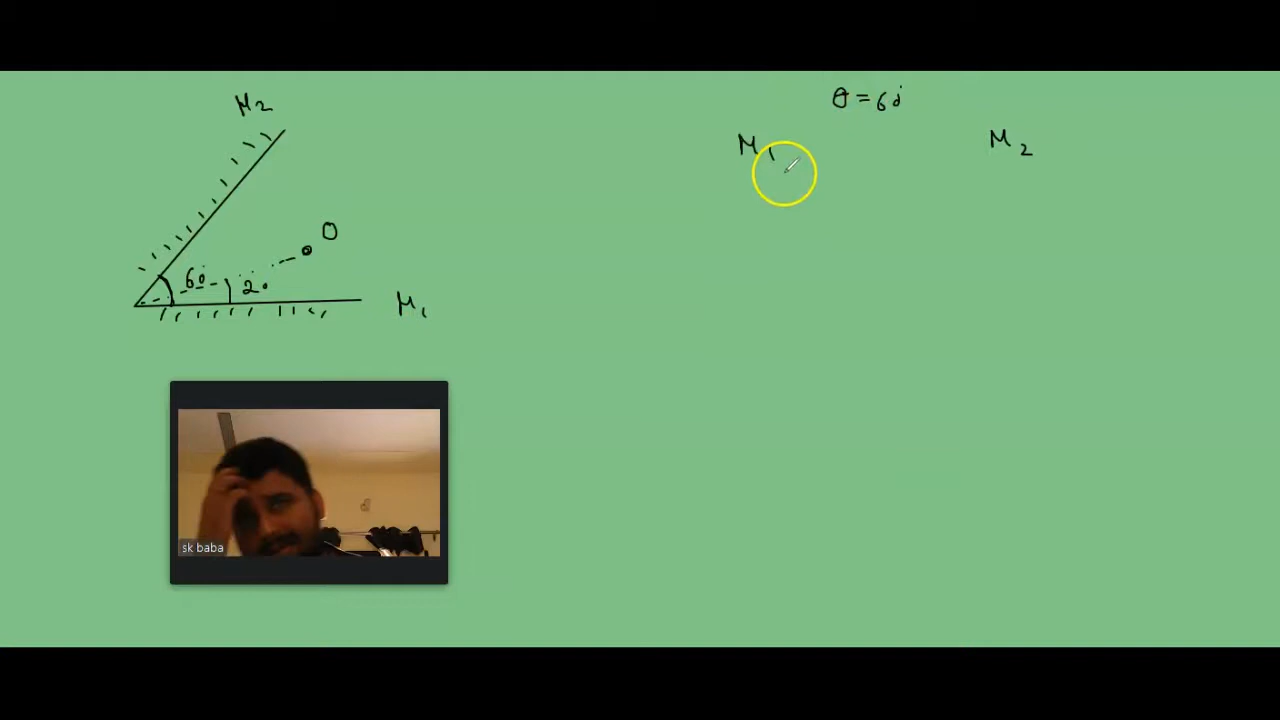 θ = 60°
M₁ M₂
M₂
O
60° 20°
M₁
sk baba